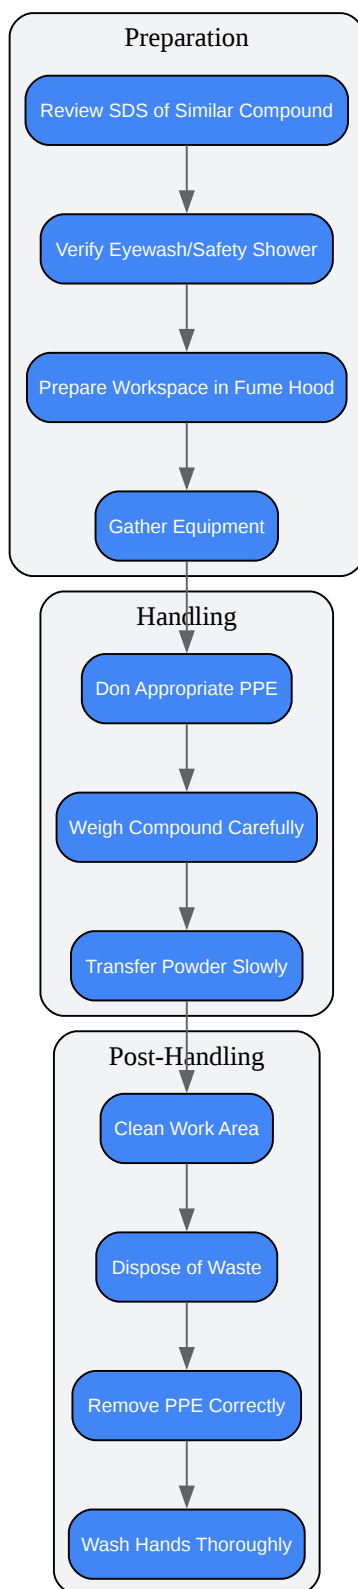 Preparation
Review SDS of Similar Compound
Verify Eyewash/Safety Shower
Prepare Workspace in Fume Hood
Gather Equipment
Handling
Don Appropriate PPE
Weigh Compound Carefully
Transfer Powder Slowly
Post-Handling
Clean Work Area
Dispose of Waste
Remove PPE Correctly
Wash Hands Thoroughly